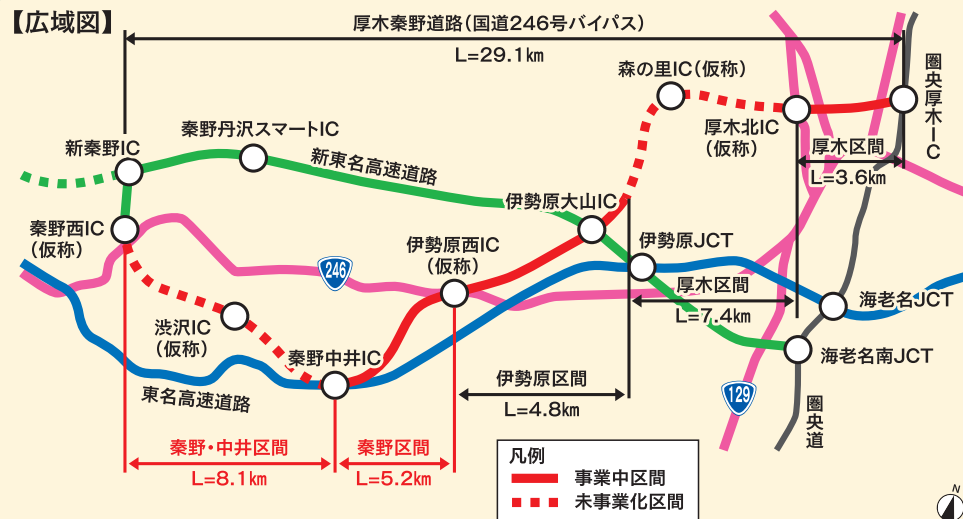 【広域図】
厚木秦野道路(国道246号バイパス)
L=29.1km
森の里IC(仮称)
圏央厚木IC
秦野丹沢スマートIC
新秦野IC
新東名高速道路
厚木北IC
(仮称)
厚木区間
L=3.6km
伊勢原大山IC
秦野西IC
(仮称)
伊勢原西IC
(仮称)
伊勢原JCT
246
厚木区間
L=7.4km
海老名JCT
渋沢IC
(仮称)
秦野中井IC
海老名南JCT
伊勢原区間
L=4.8km
129
東名高速道路
圏央道
秦野・中井区間
L=8.1km
秦野区間
L=5.2km
凡例
事業中区間
未事業化区間
N